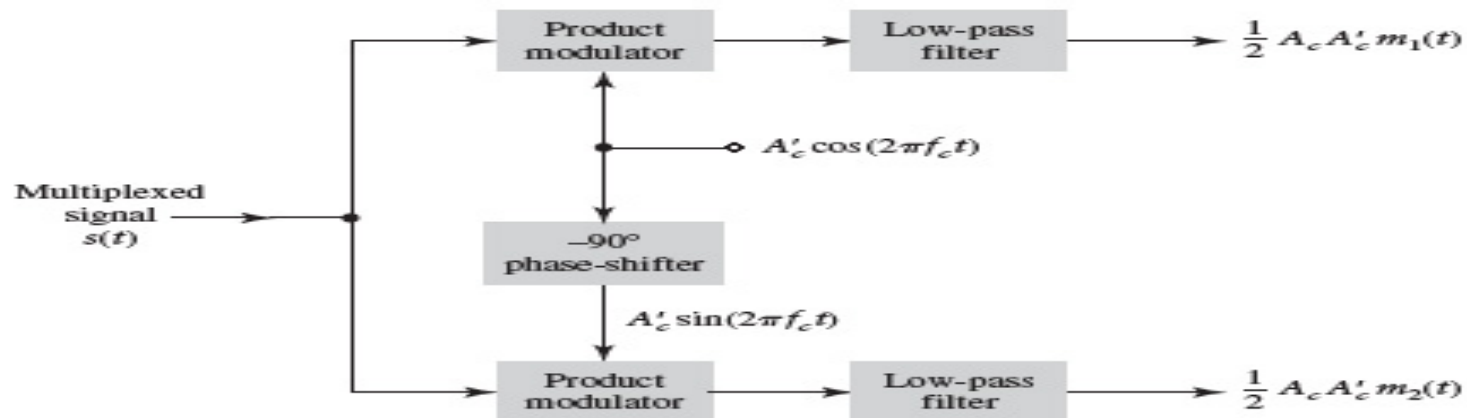 Product
modulator
Low-pass
filter
1/2 A_c A′_c m_1(t)
A′_c cos(2πf_c t)
Multiplexed
signal
s(t)
−90°
phase-shifter
A′_c sin(2πf_c t)
Product
modulator
Low-pass
filter
1/2 A_c A′_c m_2(t)